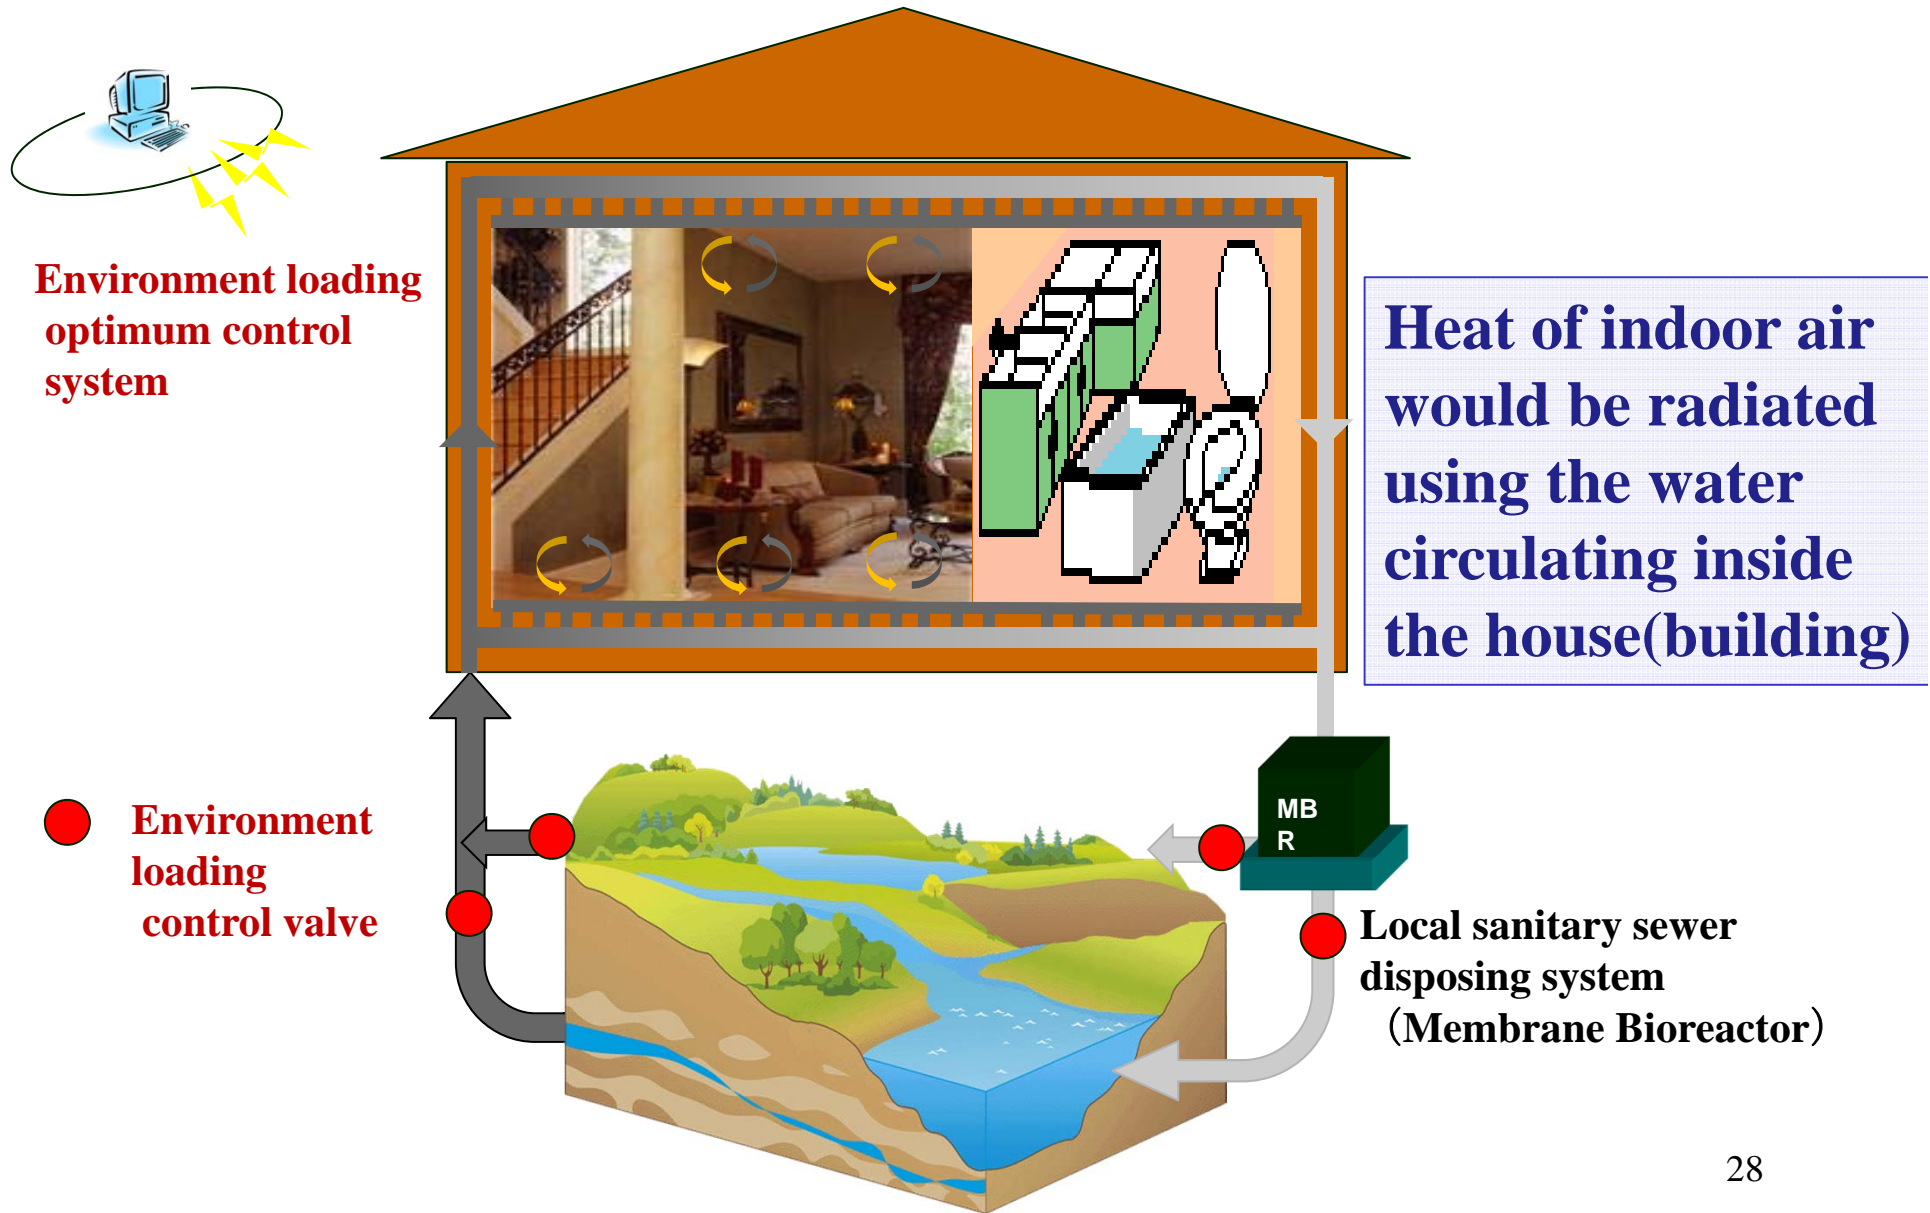 Environment loading
optimum control
system
Heat of indoor air
would be radiated
using the water
circulating inside
the house(building)
Environment
loading
control valve
MB
R
Local sanitary sewer
disposing system
（Membrane Bioreactor）
28